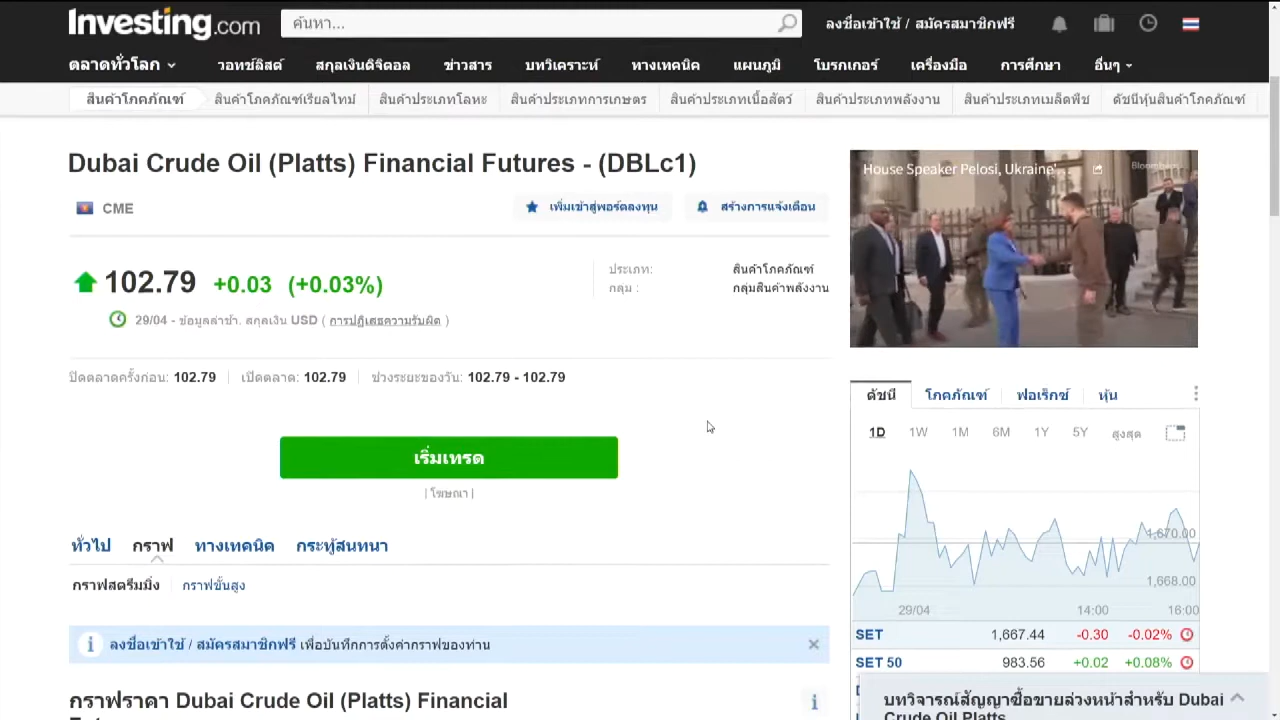 Investing.com
ค้นหา...
ลงชื่อเข้าใช้ / สมัครสมาชิกฟรี
ตลาดทั่วโลก วอทช์ลิสต์ สกุลเงินดิจิตอล ข่าวสาร บทวิเคราะห์ ทางเทคนิค แผนภูมิ โบรกเกอร์ เครื่องมือ การศึกษา อื่นๆ
สินค้าโภคภัณฑ์ สินค้าโภคภัณฑ์เรียลไทม์ สินค้าประเภทโลหะ สินค้าประเภทการเกษตร สินค้าประเภทเนื้อสัตว์ สินค้าประเภทพลังงาน สินค้าประเภทเมล็ดพืช ดัชนีหุ้นสินค้าโภคภัณฑ์
Dubai Crude Oil (Platts) Financial Futures - (DBLc1)
CME
เพิ่มเข้าสู่พอร์ตลงทุน
สร้างการแจ้งเตือน
102.79 +0.03 (+0.03%)
29/04 - ข้อมูลล่าช้า. สกุลเงิน USD ( การปฏิเสธความรับผิด )
ประเภท: สินค้าโภคภัณฑ์
กลุ่ม : กลุ่มสินค้าพลังงาน
ปิดตลาดครั้งก่อน: 102.79 เปิดตลาด: 102.79 ช่วงระยะของวัน: 102.79 - 102.79
เริ่มเทรด
| โฆษณา |
ทั่วไป กราฟ ทางเทคนิค กระทู้สนทนา
กราฟสตรีมมิ่ง กราฟขั้นสูง
ลงชื่อเข้าใช้ / สมัครสมาชิกฟรี เพื่อบันทึกการตั้งค่ากราฟของท่าน
กราฟราคา Dubai Crude Oil (Platts) Financial
House Speaker Pelosi, Ukraine'...
Bloomberg
ดัชนี โภคภัณฑ์ ฟอเร็กซ์ หุ้น
1D 1W 1M 6M 1Y 5Y สูงสุด
1,670.00
1,668.00
29/04 14:00 16:00
SET 1,667.44 -0.30 -0.02%
SET 50 983.56 +0.02 +0.08%
บทวิจารณ์สัญญาซื้อขายล่วงหน้าสำหรับ Dubai
Crude Oil Platts